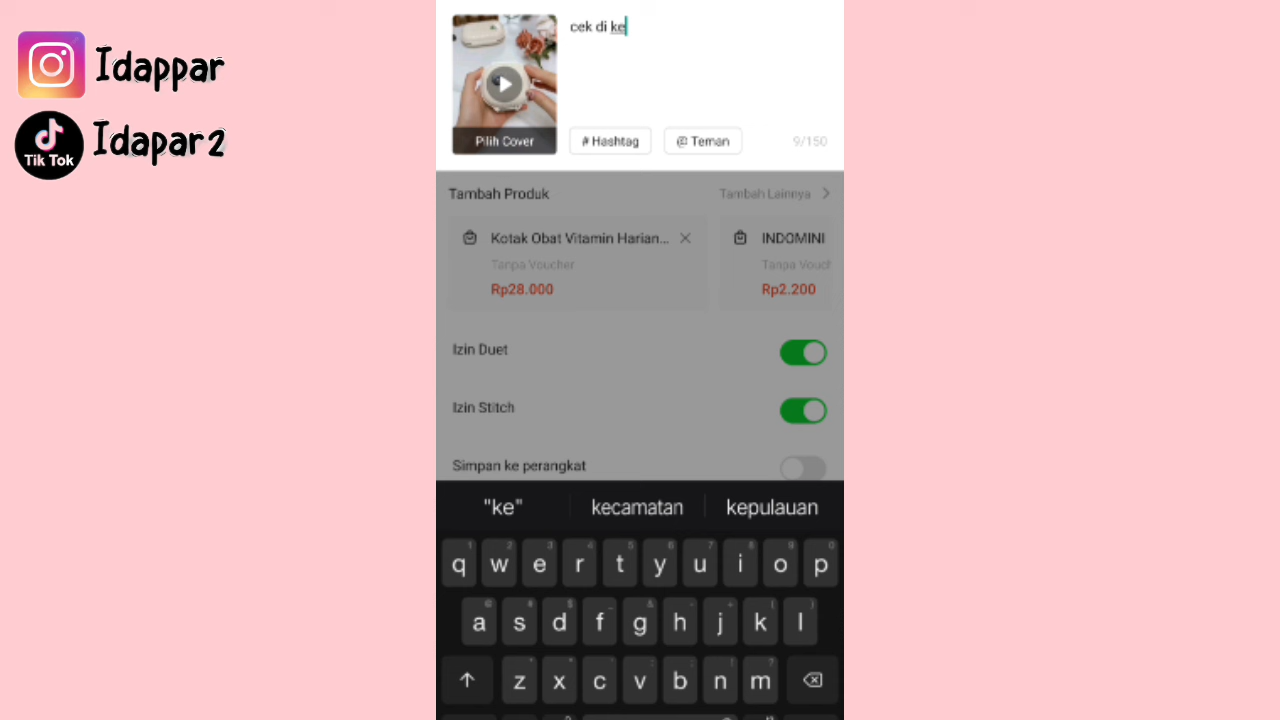 Idappar
Tik Tok
Idapar2
cek di ke
Pilih Cover
# Hashtag
@ Teman
9/150
Tambah Produk
Tambah Lainnya
Kotak Obat Vitamin Harian...
INDOMINI
Tanpa Voucher
Tanpa Vouch
Rp28.000
Rp2.200
Izin Duet
Izin Stitch
Simpan ke perangkat
"ke" kecamatan kepulauan
q w e r t y u i o p
a s d f g h j k l
z x c v b n m